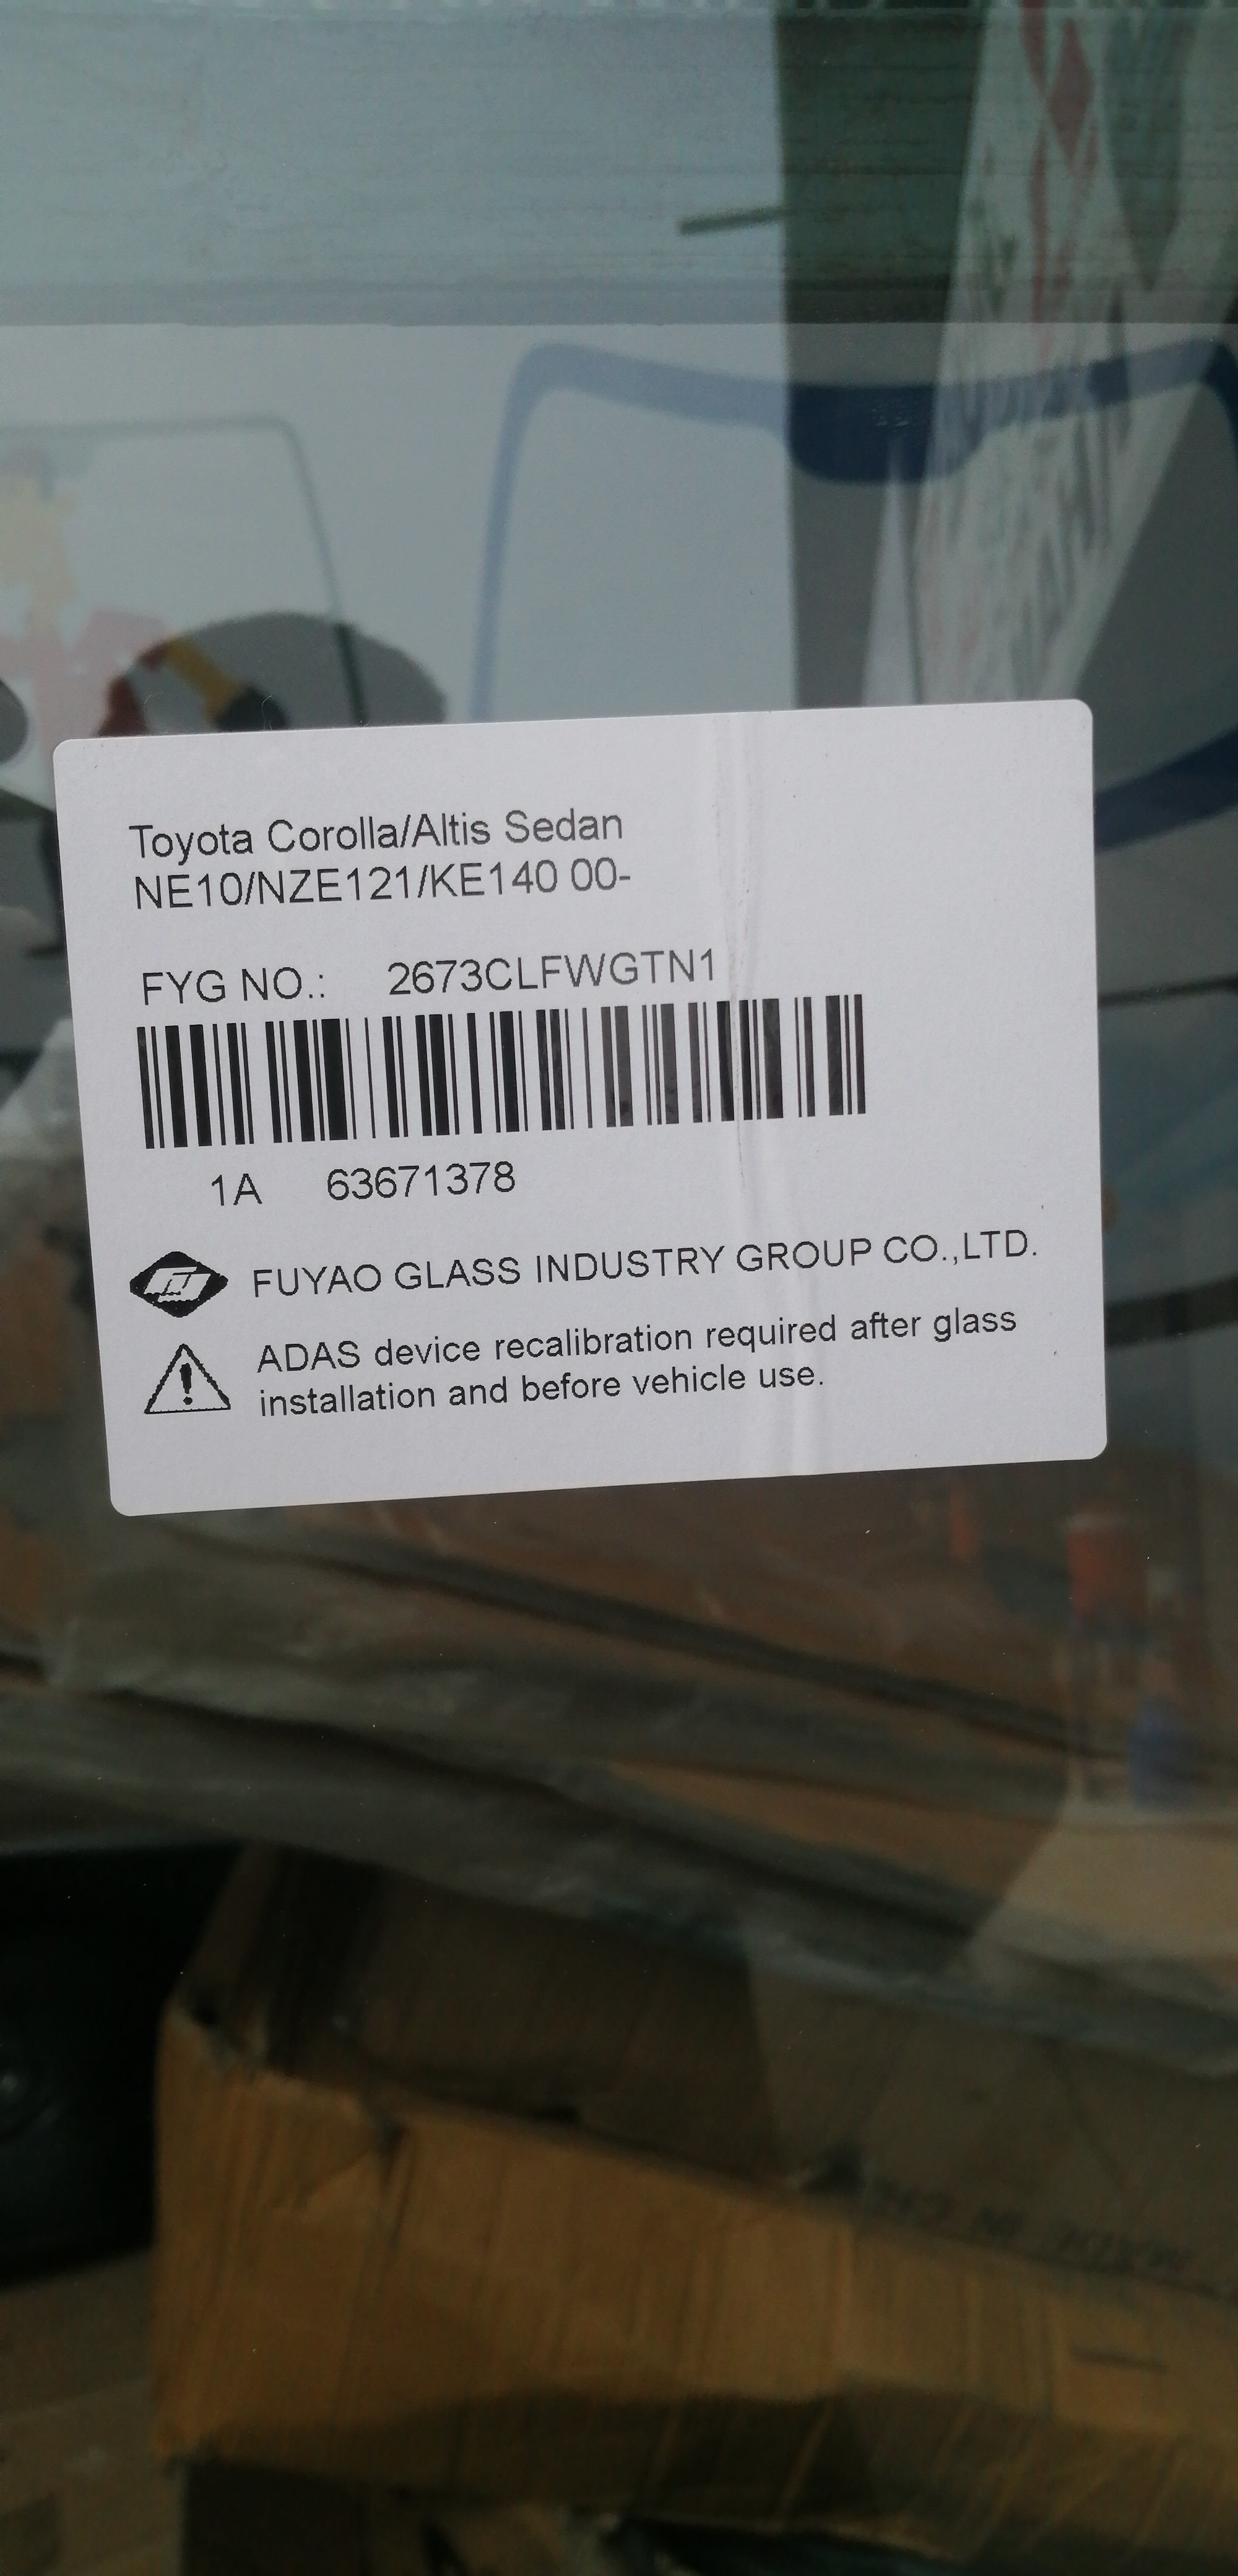 Toyota Corolla/Altis Sedan
NE10/NZE121/KE140 00-
FYG NO.: 2673CLFWGTN1
1A 63671378
FUYAO GLASS INDUSTRY GROUP CO.,LTD.
ADAS device recalibration required after glass
installation and before vehicle use.